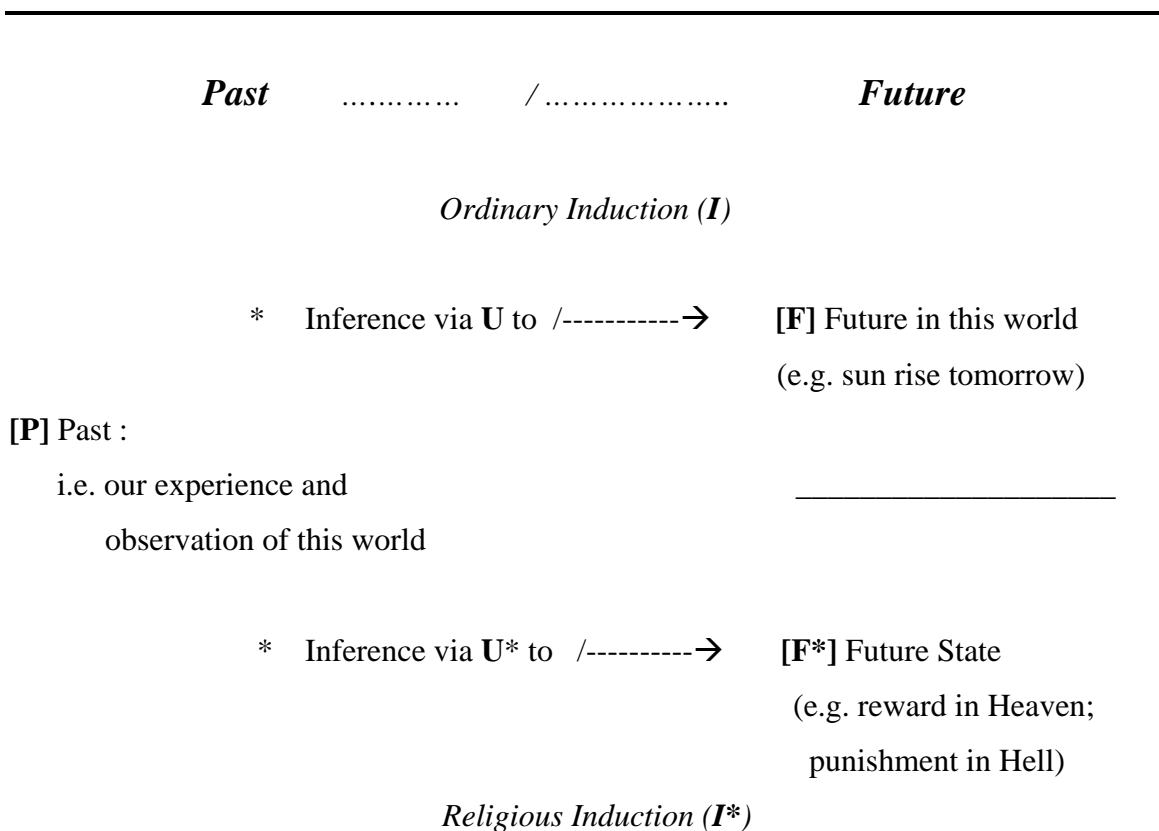 Past ………… / ……………….. Future
Ordinary Induction (I)
* Inference via U to /-----------→ [F] Future in this world
(e.g. sun rise tomorrow)
[P] Past :
i.e. our experience and ____________________
observation of this world
* Inference via U* to /----------→ [F*] Future State
(e.g. reward in Heaven;
punishment in Hell)
Religious Induction (I*)